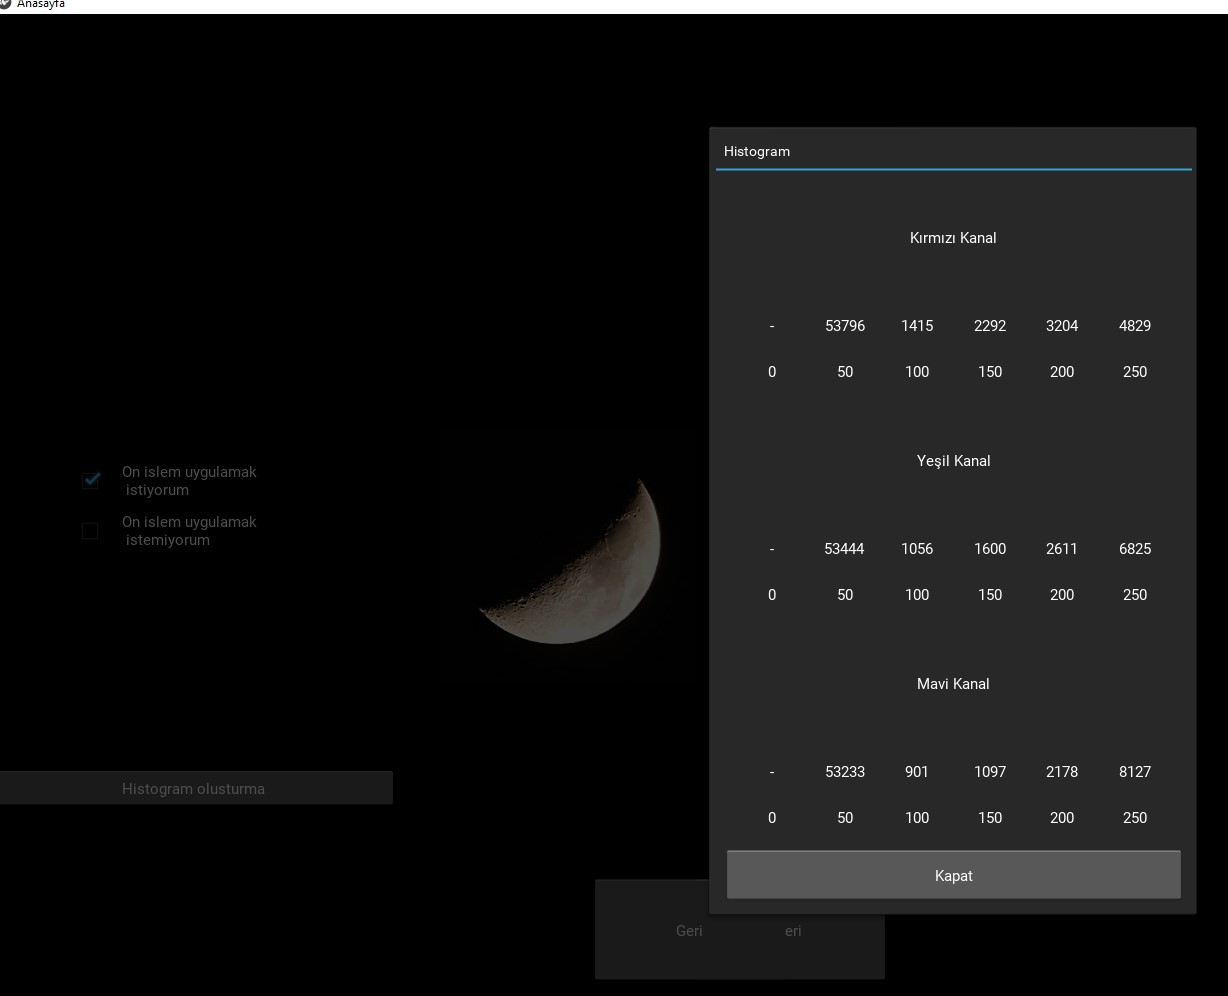 Anasayfa
Histogram
Kırmızı Kanal
- 53796 1415 2292 3204 4829
0 50 100 150 200 250
Yeşil Kanal
- 53444 1056 1600 2611 6825
0 50 100 150 200 250
Mavi Kanal
- 53233 901 1097 2178 8127
0 50 100 150 200 250
Kapat
On islem uygulamak
istiyorum
On islem uygulamak
istemiyorum
Histogram olusturma
Geri eri